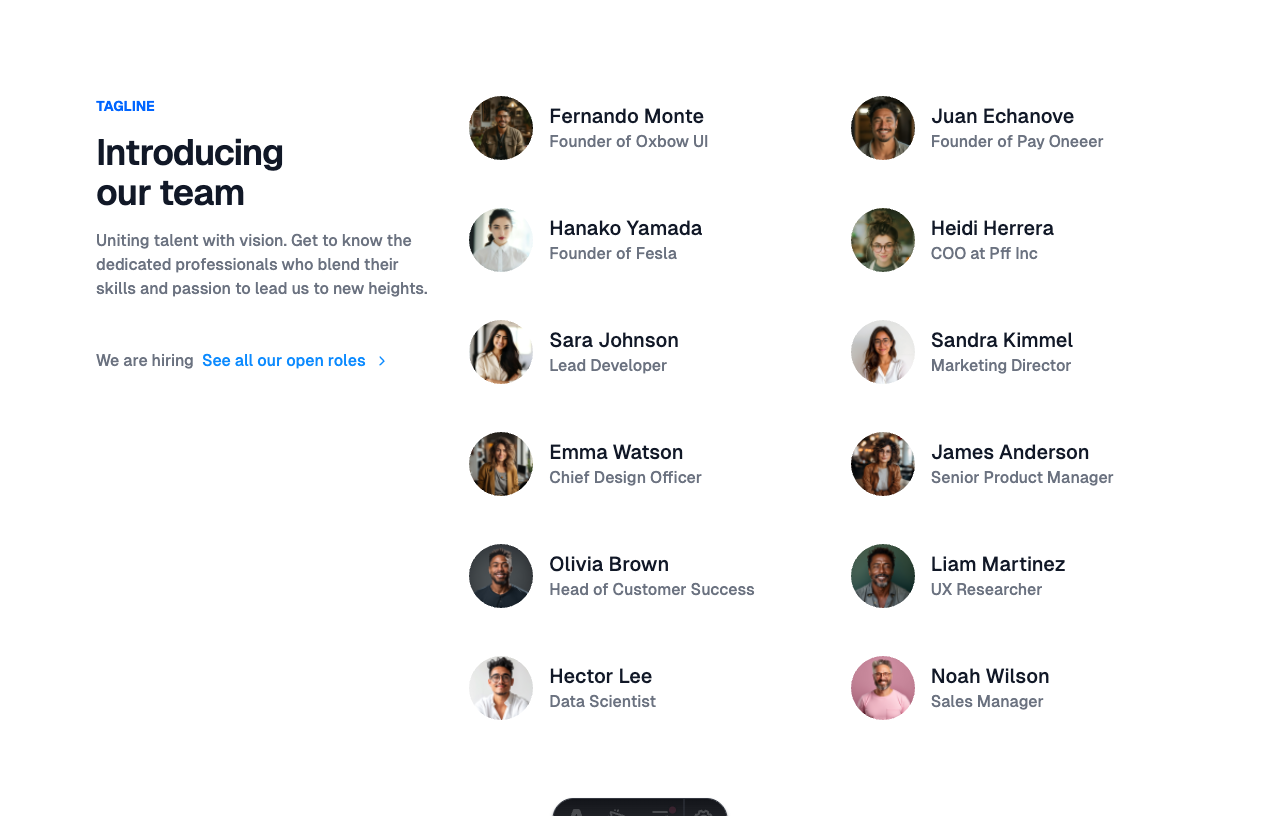 TAGLINE
Introducing
our team
Uniting talent with vision. Get to know the
dedicated professionals who blend their
skills and passion to lead us to new heights.
We are hiring See all our open roles
Fernando Monte
Founder of Oxbow UI
Juan Echanove
Founder of Pay Oneeer
Hanako Yamada
Founder of Fesla
Heidi Herrera
COO at Pff Inc
Sara Johnson
Lead Developer
Sandra Kimmel
Marketing Director
Emma Watson
Chief Design Officer
James Anderson
Senior Product Manager
Olivia Brown
Head of Customer Success
Liam Martinez
UX Researcher
Hector Lee
Data Scientist
Noah Wilson
Sales Manager